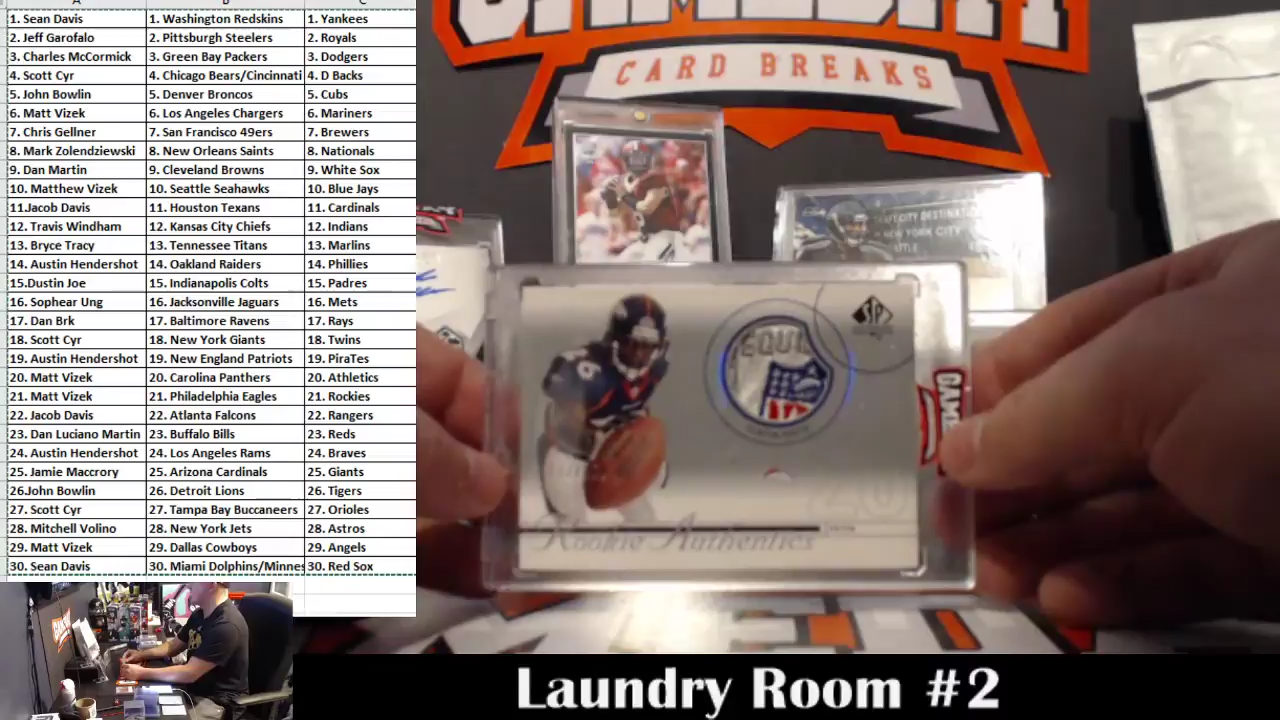 A B C
1. Sean Davis 1. Washington Redskins 1. Yankees
2. Jeff Garofalo 2. Pittsburgh Steelers 2. Royals
3. Charles McCormick 3. Green Bay Packers 3. Dodgers
4. Scott Cyr 4. Chicago Bears/Cincinnati 4. D Backs
5. John Bowlin 5. Denver Broncos 5. Cubs
6. Matt Vizek 6. Los Angeles Chargers 6. Mariners
7. Chris Gellner 7. San Francisco 49ers 7. Brewers
8. Mark Zolendziewski 8. New Orleans Saints 8. Nationals
9. Dan Martin 9. Cleveland Browns 9. White Sox
10. Matthew Vizek 10. Seattle Seahawks 10. Blue Jays
11.Jacob Davis 11. Houston Texans 11. Cardinals
12. Travis Windham 12. Kansas City Chiefs 12. Indians
13. Bryce Tracy 13. Tennessee Titans 13. Marlins
14. Austin Hendershot 14. Oakland Raiders 14. Phillies
15.Dustin Joe 15. Indianapolis Colts 15. Padres
16. Sophear Ung 16. Jacksonville Jaguars 16. Mets
17. Dan Brk 17. Baltimore Ravens 17. Rays
18. Scott Cyr 18. New York Giants 18. Twins
19. Austin Hendershot 19. New England Patriots 19. PiraTes
20. Matt Vizek 20. Carolina Panthers 20. Athletics
21. Matt Vizek 21. Philadelphia Eagles 21. Rockies
22. Jacob Davis 22. Atlanta Falcons 22. Rangers
23. Dan Luciano Martin 23. Buffalo Bills 23. Reds
24. Austin Hendershot 24. Los Angeles Rams 24. Braves
25. Jamie Maccrory 25. Arizona Cardinals 25. Giants
26.John Bowlin 26. Detroit Lions 26. Tigers
27. Scott Cyr 27. Tampa Bay Buccaneers 27. Orioles
28. Mitchell Volino 28. New York Jets 28. Astros
29. Matt Vizek 29. Dallas Cowboys 29. Angels
30. Sean Davis 30. Miami Dolphins/Minnes 30. Red Sox
GAMEDAY
CARD BREAKS
CITY DESTINAT
NEW YORK CITY
EQUI
SP
Rookie Authentics
Laundry Room #2